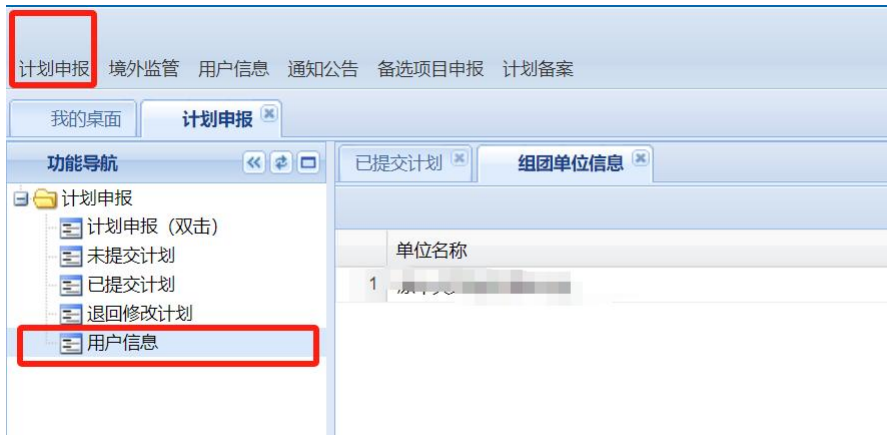 计划申报 境外监管 用户信息 通知公告 备选项目申报 计划备案
我的桌面 计划申报
功能导航 已提交计划 组团单位信息
计划申报
计划申报（双击）
未提交计划
已提交计划
退回修改计划
用户信息
单位名称
1